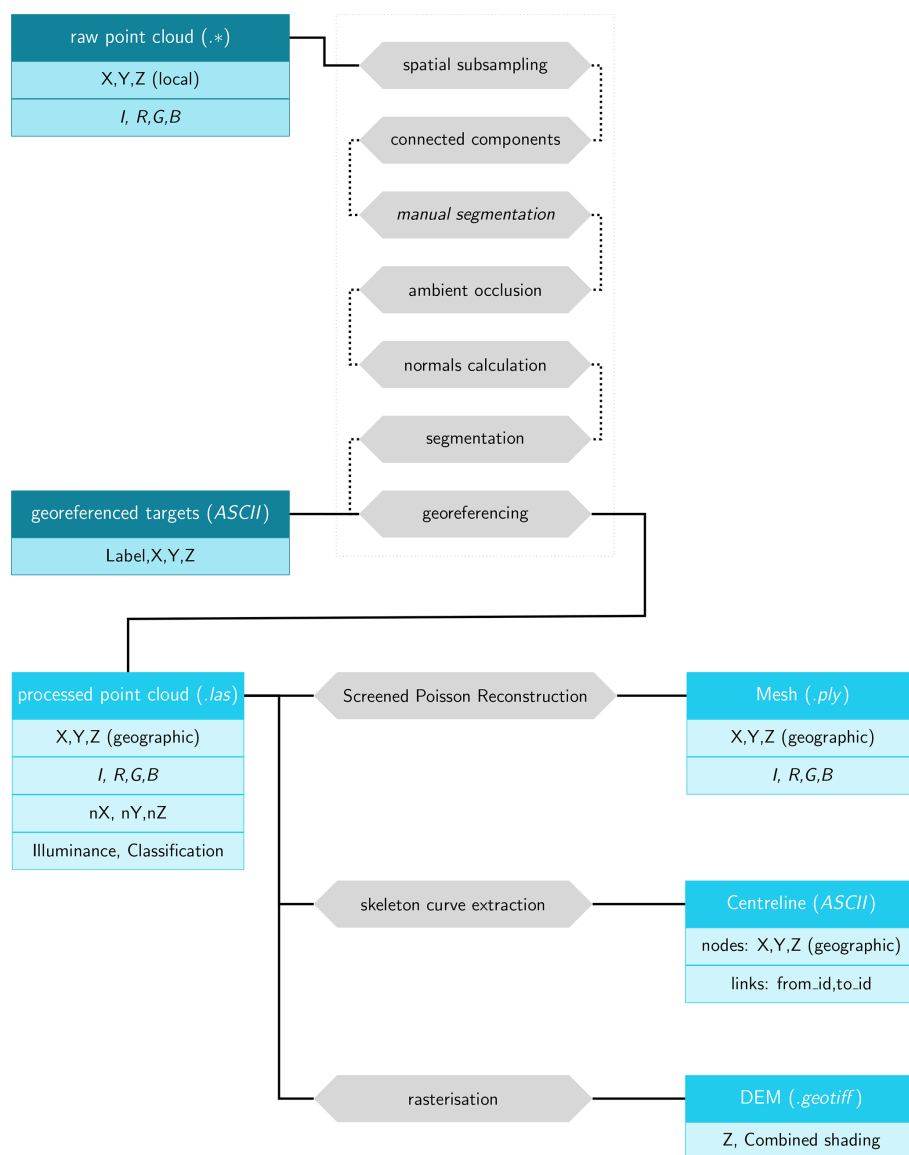 raw point cloud (.*)
X,Y,Z (local)
I, R,G,B
spatial subsampling
connected components
manual segmentation
ambient occlusion
normals calculation
segmentation
georeferenced targets (ASCII)
Label,X,Y,Z
georeferencing
processed point cloud (.las)
X,Y,Z (geographic)
I, R,G,B
nX, nY,nZ
Illuminance, Classification
Screened Poisson Reconstruction
Mesh (.ply)
X,Y,Z (geographic)
I, R,G,B
skeleton curve extraction
Centreline (ASCII)
nodes: X,Y,Z (geographic)
links: from_id,to_id
rasterisation
DEM (.geotiff)
Z, Combined shading